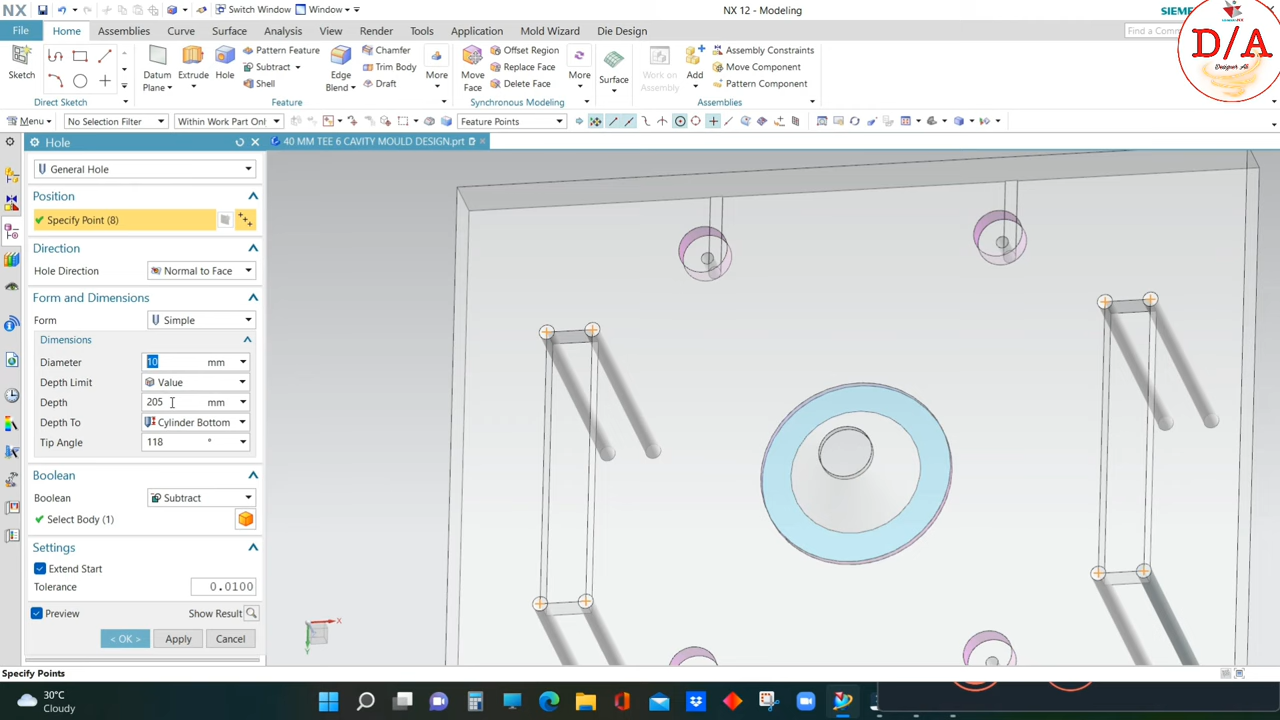 NX
Switch Window
Window
NX 12 - Modeling
SIEM
File
Home
Assemblies
Curve
Surface
Analysis
View
Render
Tools
Application
Mold Wizard
Die Design
Find a Comm
D/A
Sketch
Datum Plane
Extrude
Hole
Pattern Feature
Subtract
Shell
Edge Blend
Chamfer
Trim Body
Draft
More
Move Face
Offset Region
Replace Face
Delete Face
More
Surface
Work on Assembly
Add
Assembly Constraints
Move Component
Pattern Component
Direct Sketch
Feature
Synchronous Modeling
Assemblies
Menu
No Selection Filter
Within Work Part Onl
Feature Points
Hole
40 MM TEE 6 CAVITY MOULD DESIGN.prt
General Hole
Position
Specify Point (8)
Direction
Hole Direction
Normal to Face
Form and Dimensions
Form
Simple
Dimensions
Diameter
10
mm
Depth Limit
Value
Depth
205
mm
Depth To
Cylinder Bottom
Tip Angle
118
°
Boolean
Boolean
Subtract
Select Body (1)
Settings
Extend Start
Tolerance
0.0100
Preview
Show Result
< OK >
Apply
Cancel
X
Y
Specify Points
30°C
Cloudy